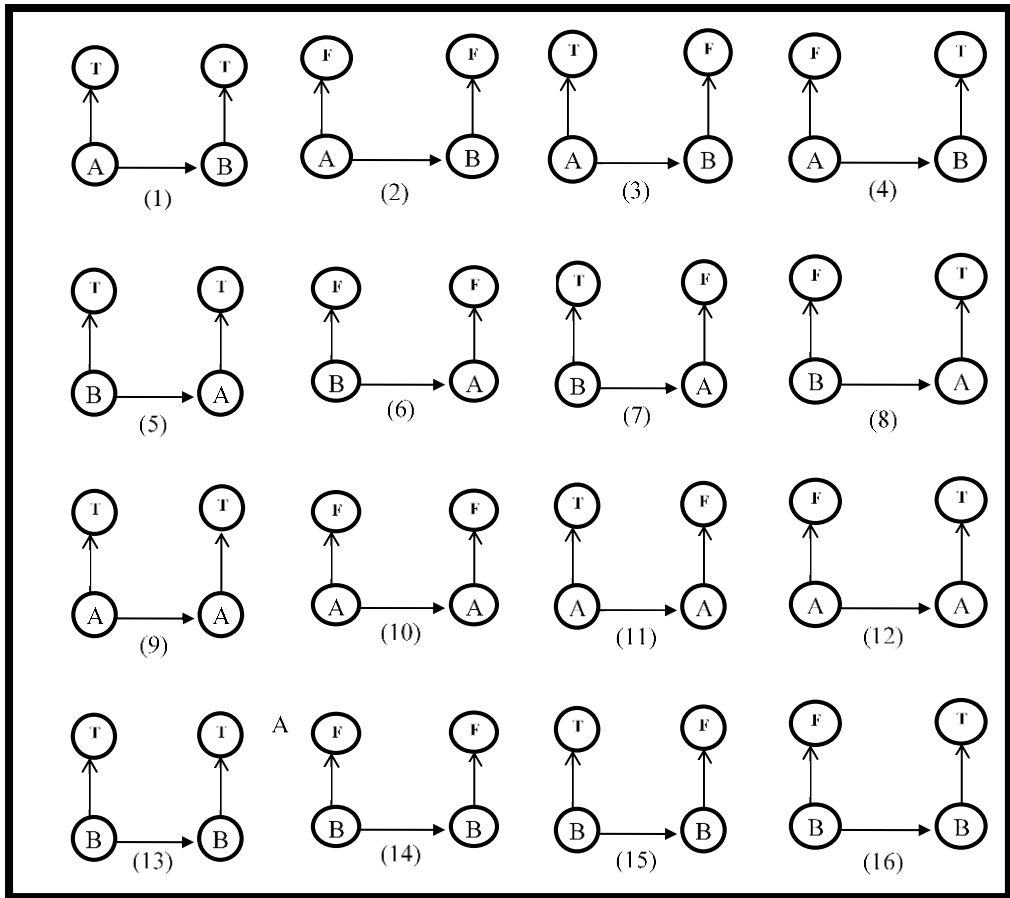 T T F F T F F T
A B A B A B A B
(1) (2) (3) (4)
T T F F T F F T
B A B A B A B A
(5) (6) (7) (8)
T T F F T F F T
A A A A A A A A
(9) (10) (11) (12)
T T A F F T F F T
B B B B B B B B
(13) (14) (15) (16)